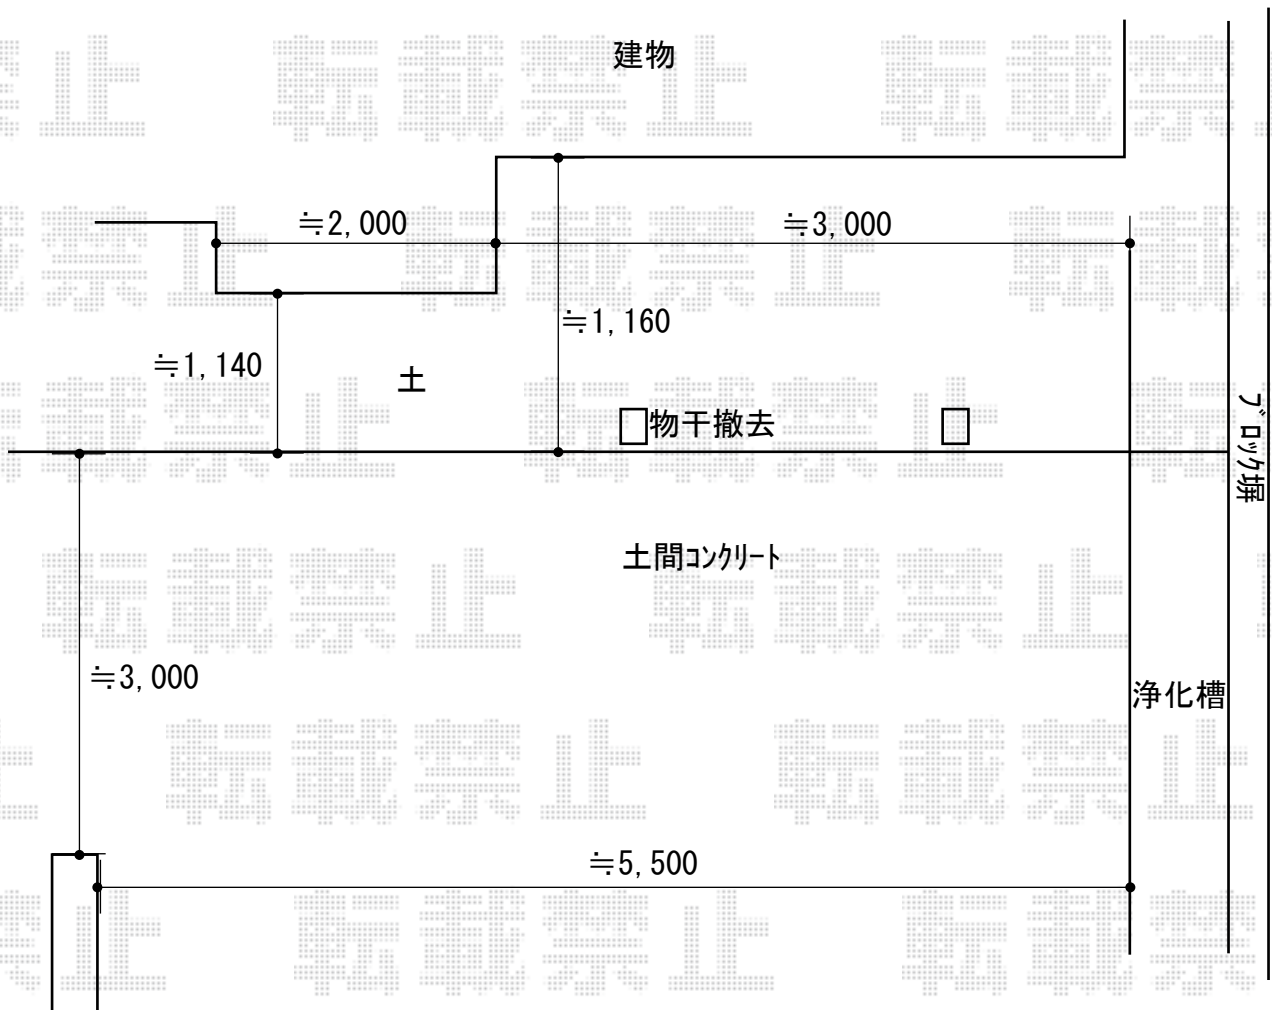 建物
≒2,000
≒3,000
≒1,160
≒1,140
土
物干撤去
ﾌﾞﾛｯｸ塀
土間ｺﾝｸﾘｰﾄ
≒3,000
浄化槽
≒5,500
転載禁止